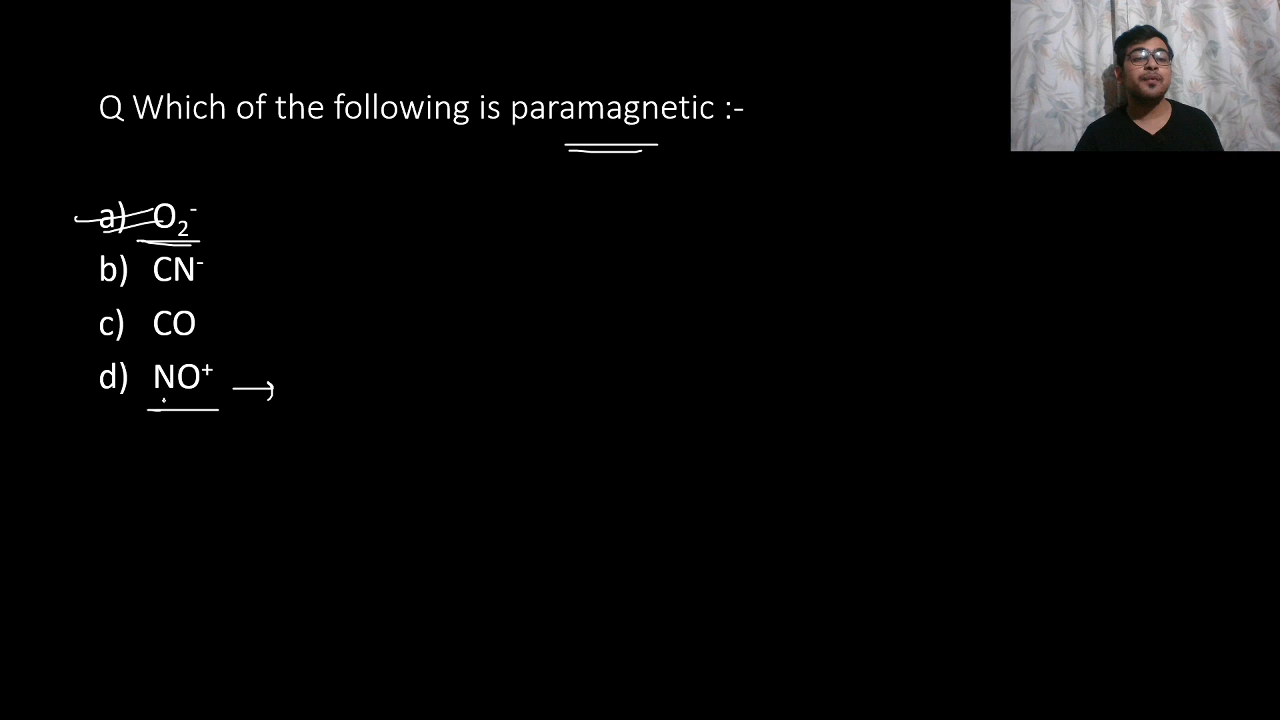 Q Which of the following is paramagnetic :-
a) O₂⁻
b) CN⁻
c) CO
d) NO⁺